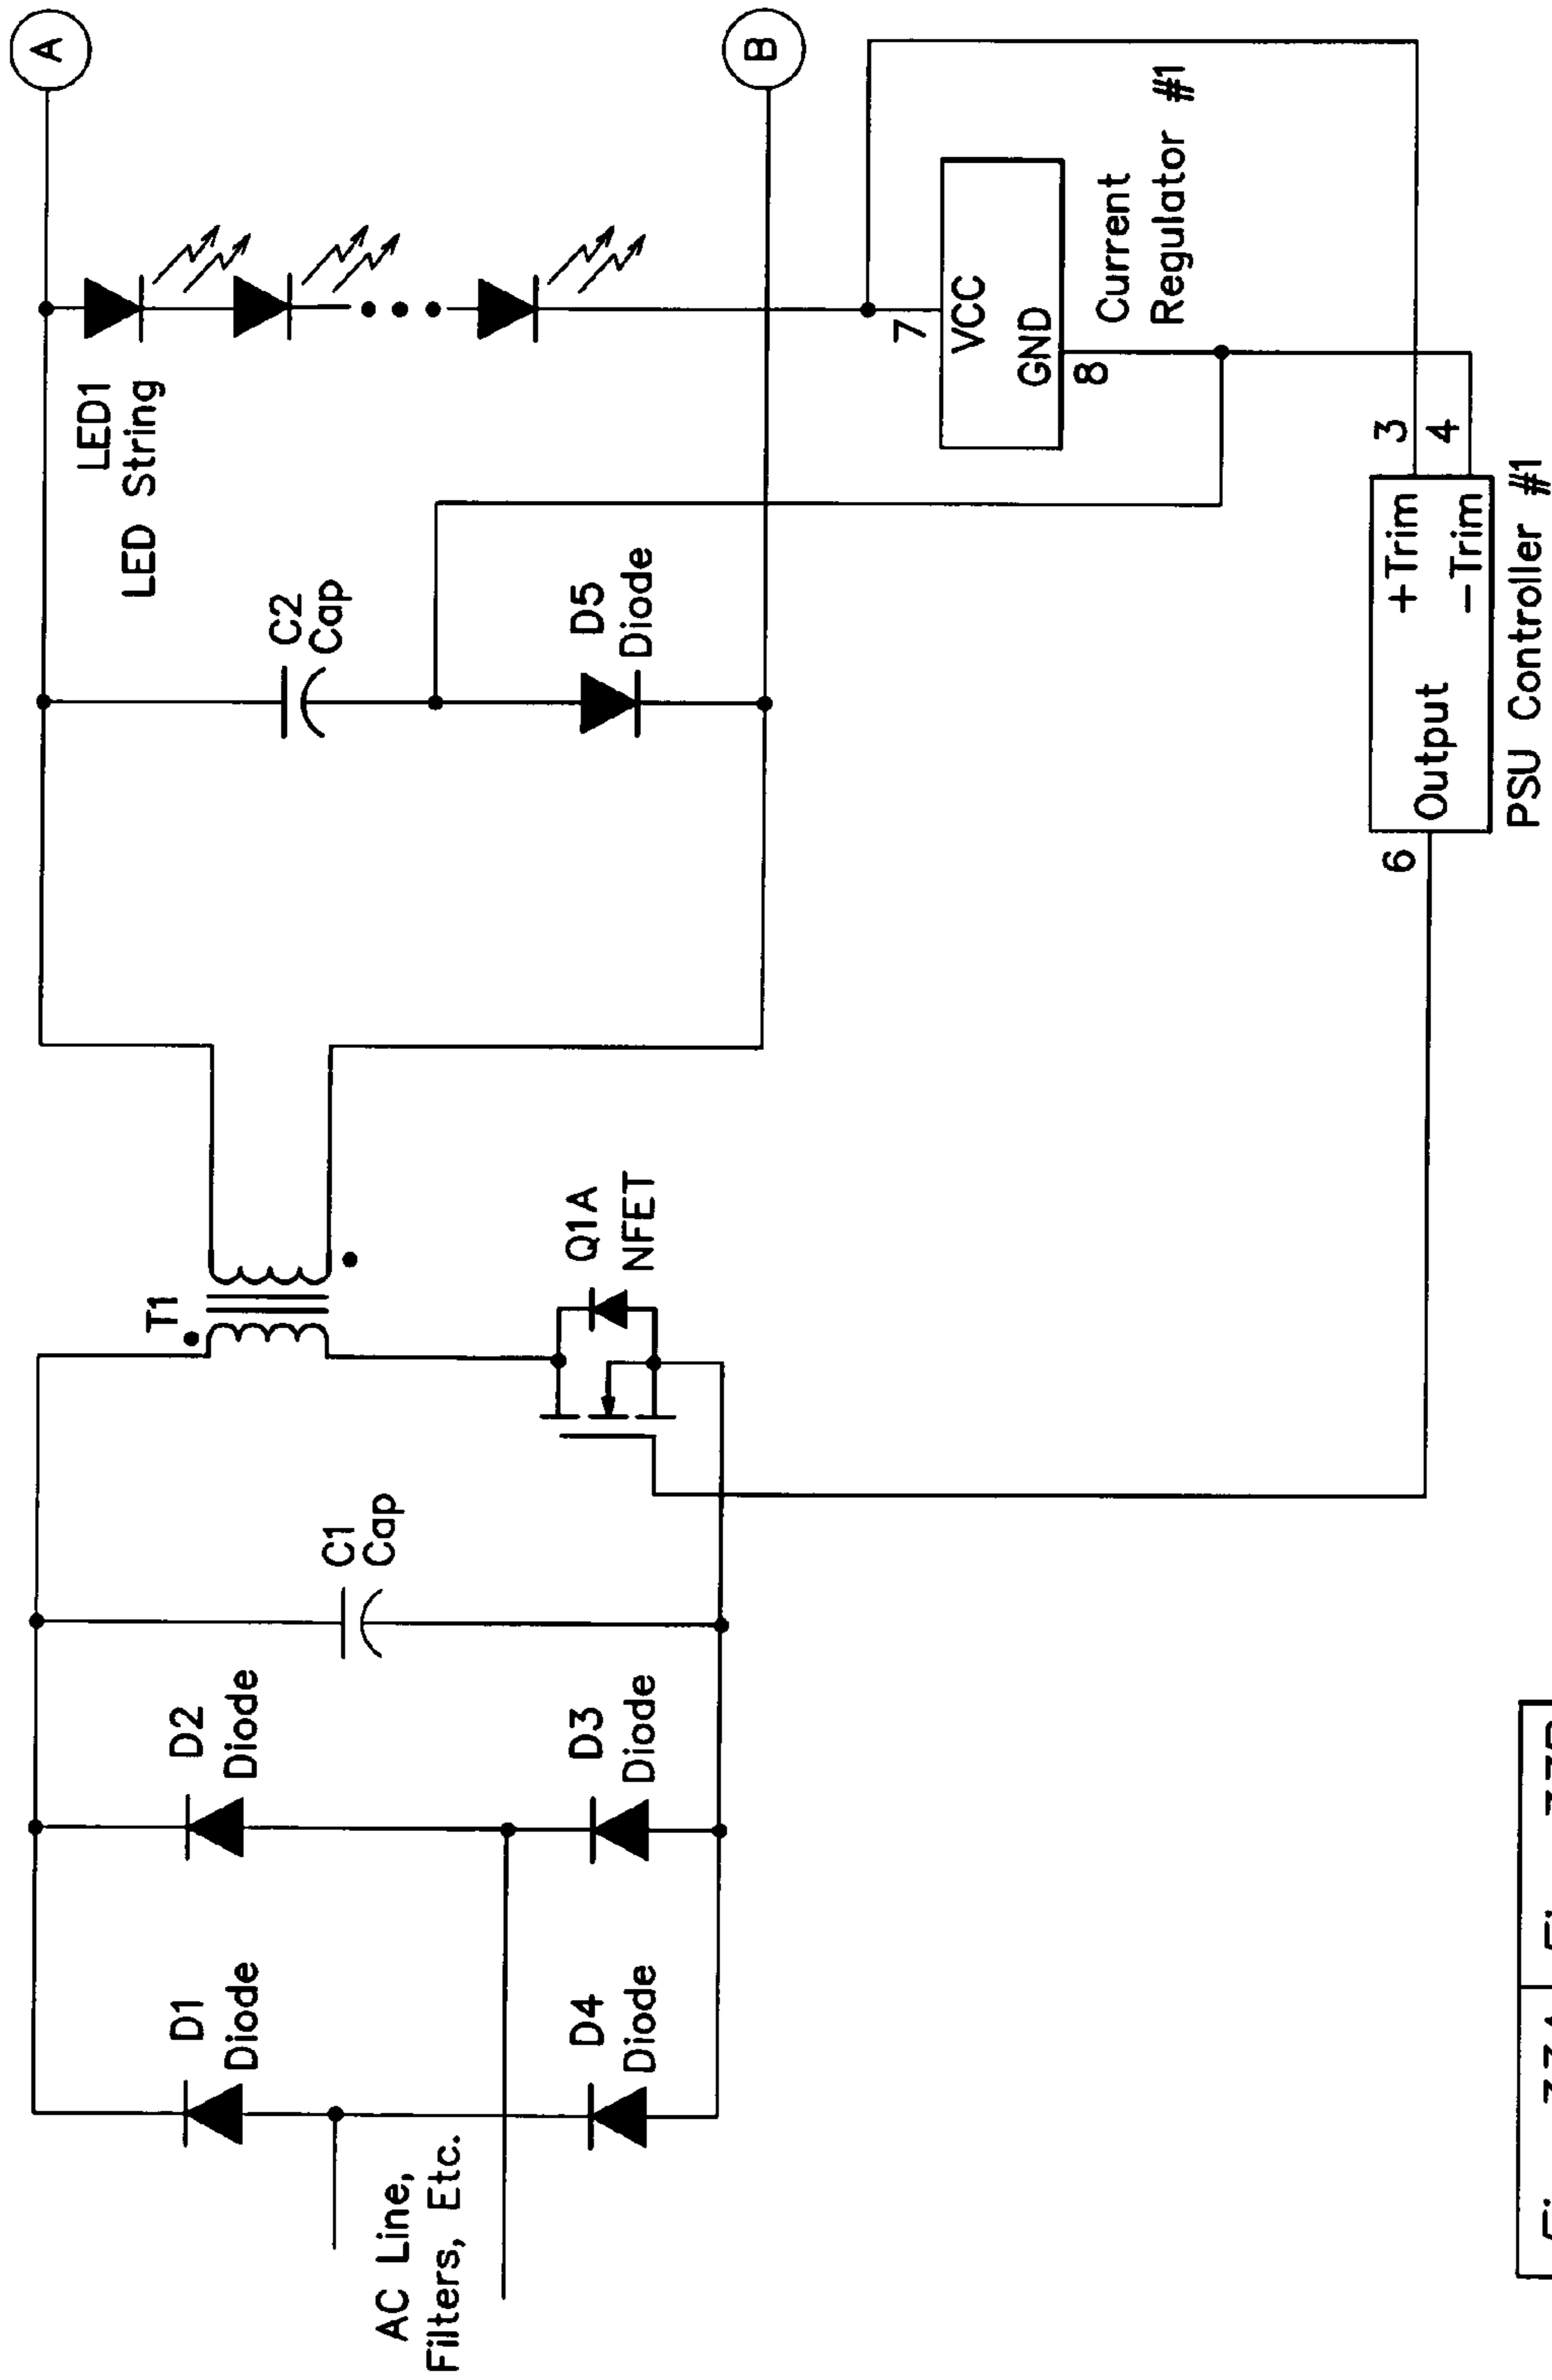 A
B
LED1
LED String
C2
Cap
D5
Diode
7
VCC
GND
8
Current
Regulator #1
3
4
+Trim
-Trim
Output
6
PSU Controller #1
T1
Q1A
NFET
C1
Cap
D2
Diode
D3
Diode
D1
Diode
D4
Diode
AC Line,
Filters, Etc.